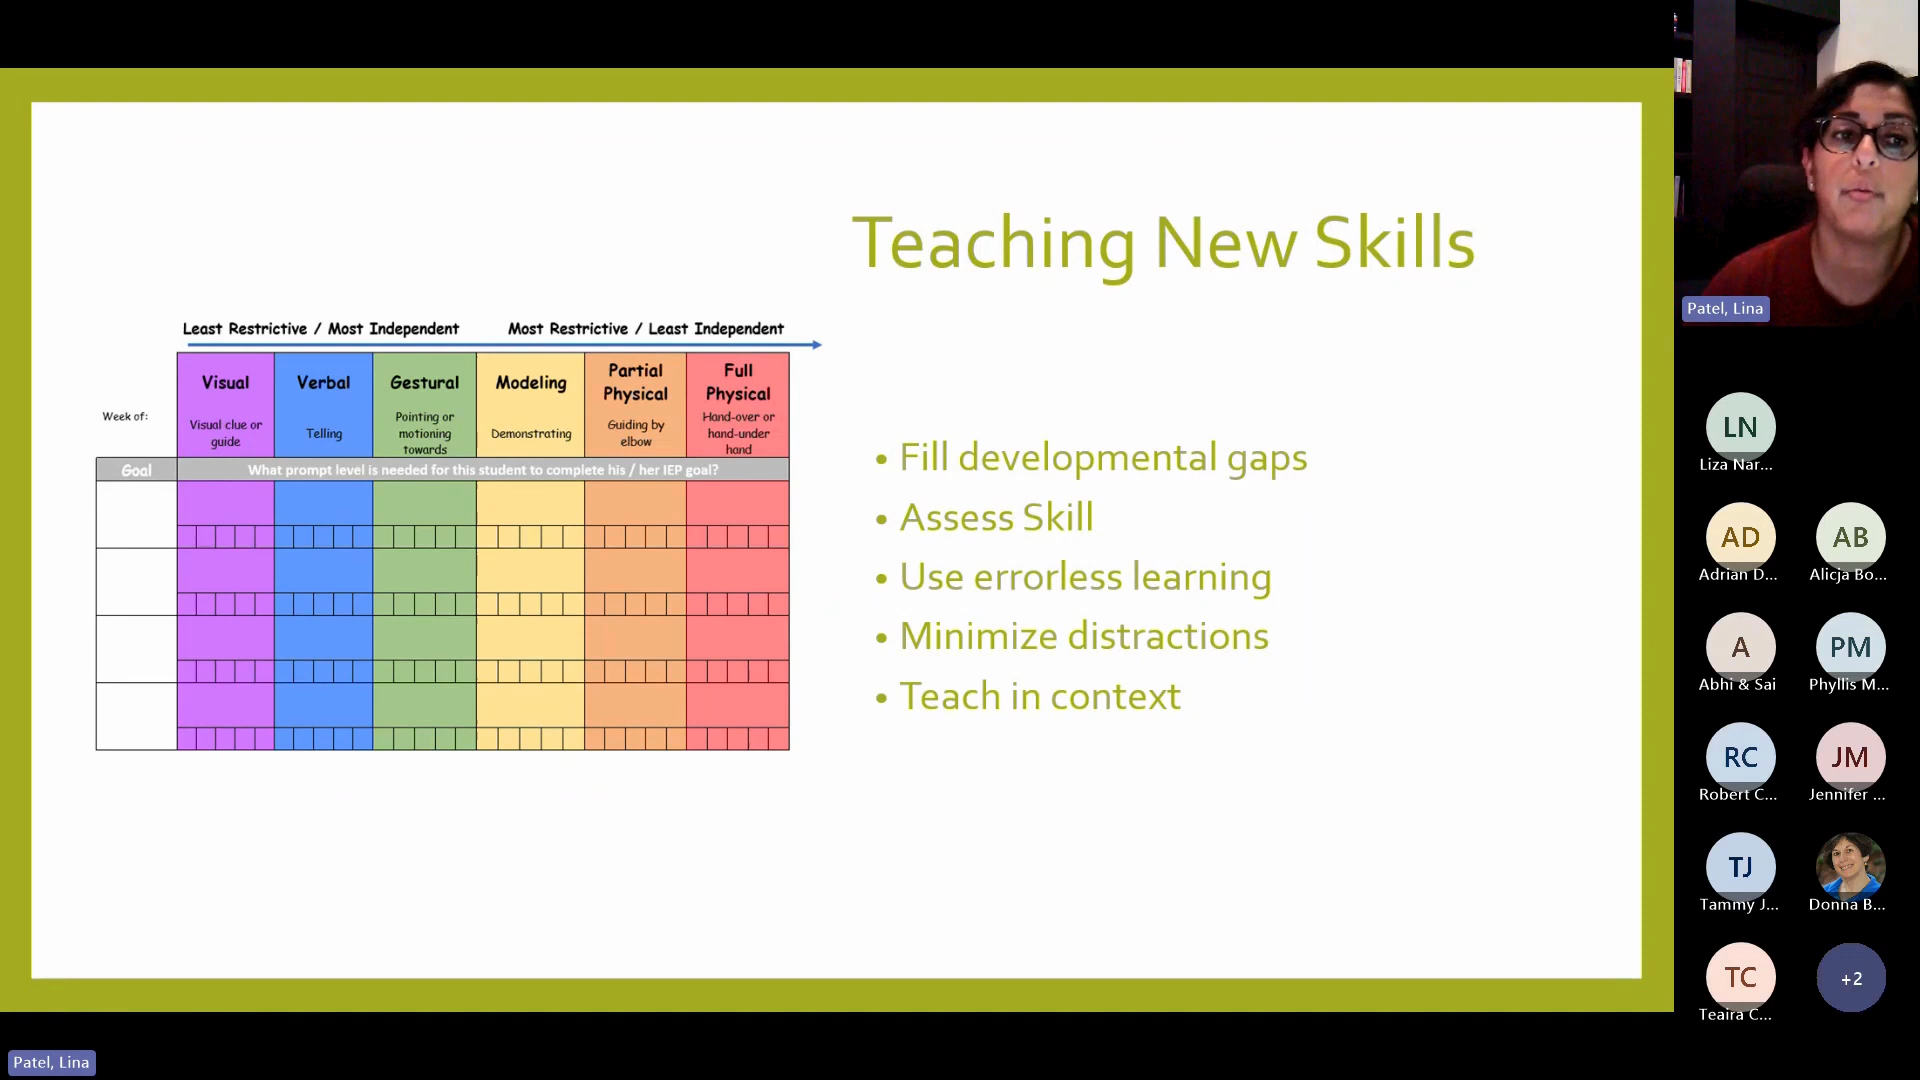 Teaching New Skills
Least Restrictive / Most Independent
Most Restrictive / Least Independent
Week of:
Visual
Visual clue or
guide
Verbal
Telling
Gestural
Pointing or
motioning
towards
Modeling
Demonstrating
Partial
Physical
Guiding by
elbow
Full
Physical
Hand-over or
hand-under
hand
Goal
What prompt level is needed for this student to complete his / her IEP goal?
• Fill developmental gaps
• Assess Skill
• Use errorless learning
• Minimize distractions
• Teach in context
Patel, Lina
LN
Liza Nar...
AD
Adrian D...
AB
Alicja Bo...
A
Abhi & Sai
PM
Phyllis M...
RC
Robert C...
JM
Jennifer ...
TJ
Tammy J...
Donna B...
TC
Teaira C...
+2
Patel, Lina